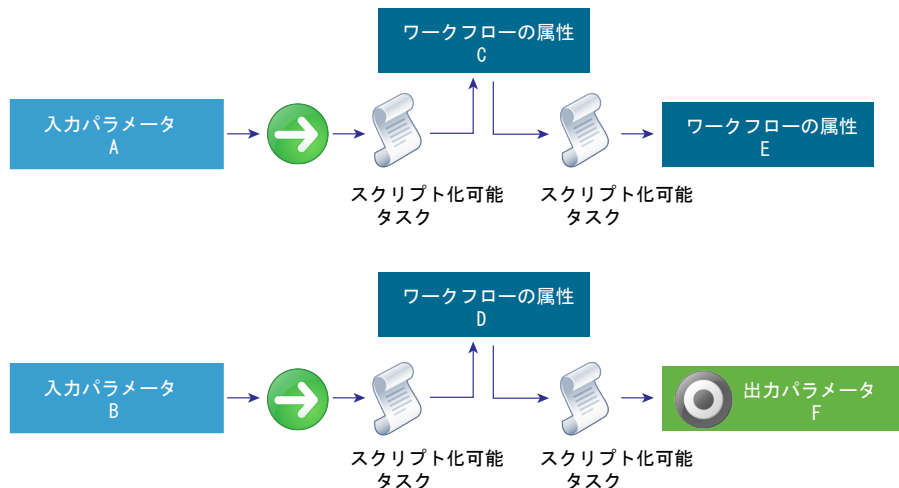 ワークフローの属性
C
入力パラメータ
A
ワークフローの属性
E
スクリプト化可能
タスク
スクリプト化可能
タスク
ワークフローの属性
D
入力パラメータ
B
出力パラメータ
F
スクリプト化可能
タスク
スクリプト化可能
タスク